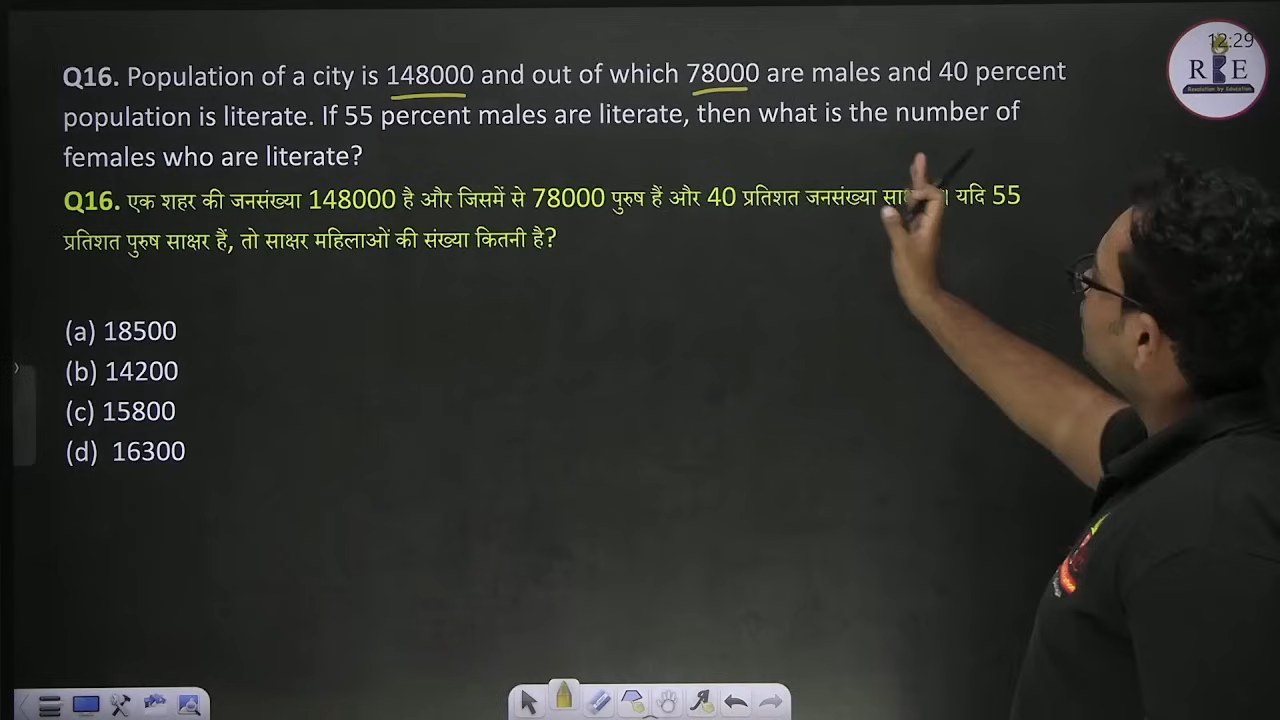 12:29
R E
Revolution by Education
Q16. Population of a city is 148000 and out of which 78000 are males and 40 percent
population is literate. If 55 percent males are literate, then what is the number of
females who are literate?
Q16. एक शहर की जनसंख्या 148000 है और जिसमें से 78000 पुरुष हैं और 40 प्रतिशत जनसंख्या । यदि 55
प्रतिशत पुरुष साक्षर हैं, तो साक्षर महिलाओं की संख्या कितनी है?
(a) 18500
(b) 14200
(c) 15800
(d) 16300